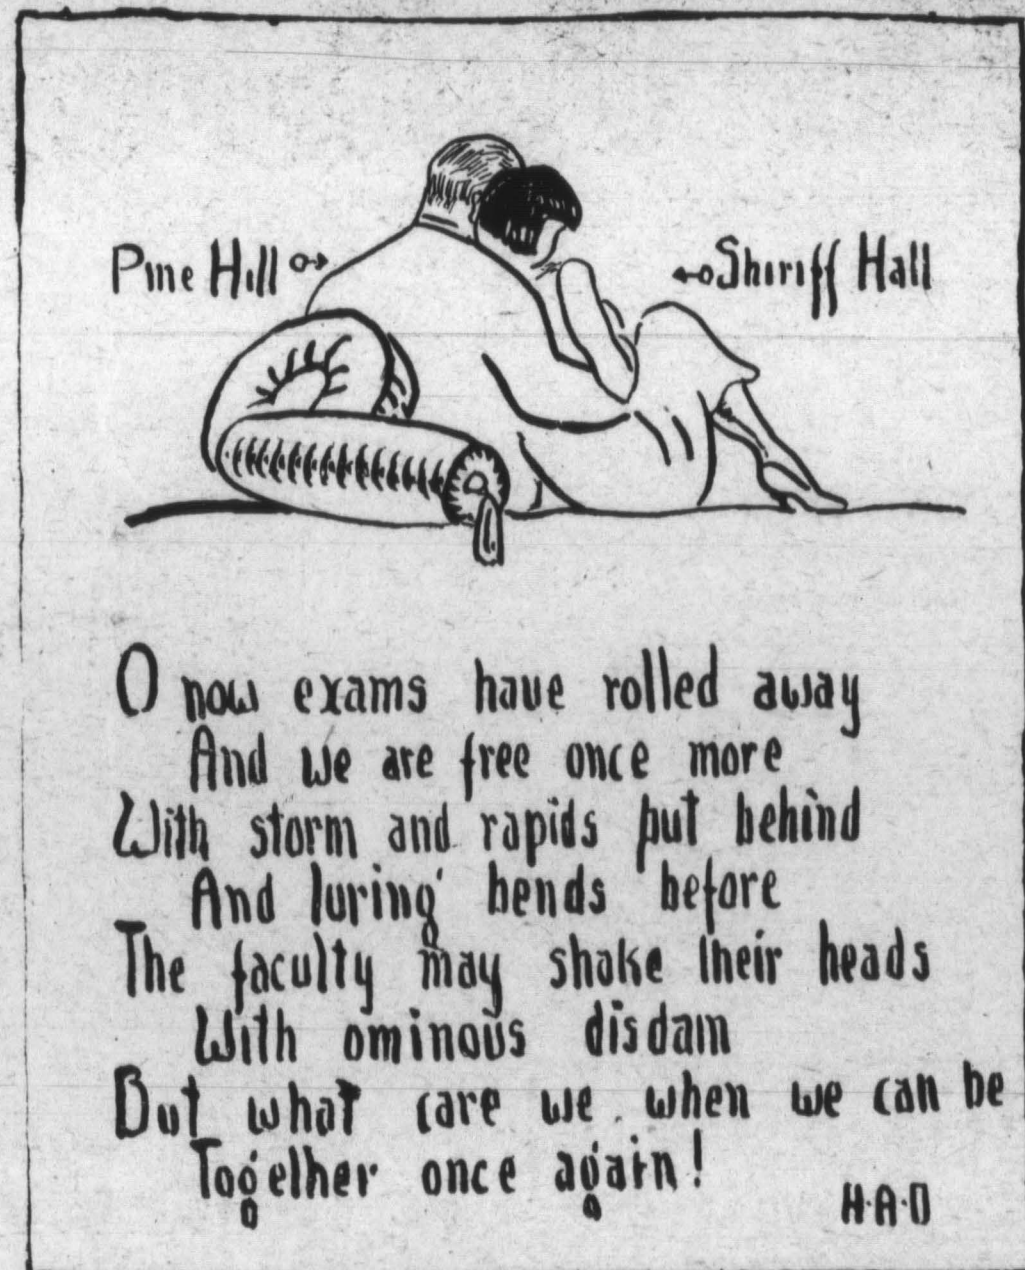 Pine Hill
Shiriff Hall
O now exams have rolled away
And we are free once more
With storm and rapids put behind
And luring bends before
The faculty may shake their heads
With ominous disdain
But what care we when we can be
Together once again!
H·A·O